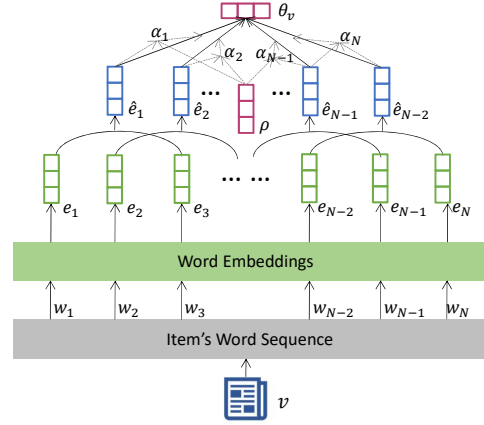 θ_v
α_1 α_2 α_{N−1} α_N
ê_1 ê_2 ... ρ ... ê_{N−1} ê_{N−2}
e_1 e_2 e_3 ... ... e_{N−2} e_{N−1} e_N
Word Embeddings
w_1 w_2 w_3 w_{N−2} w_{N−1} w_N
Item's Word Sequence
v